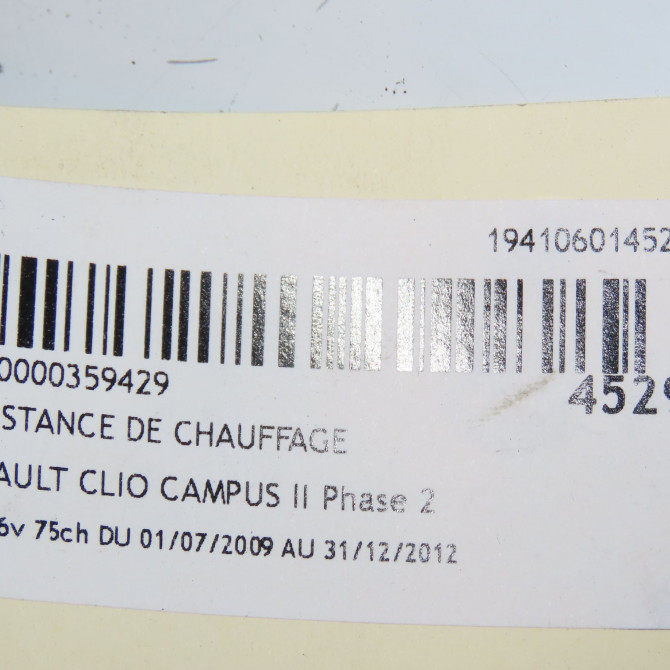 19410601452
0000359429
4529
STANCE DE CHAUFFAGE
AULT CLIO CAMPUS II Phase 2
6v 75ch DU 01/07/2009 AU 31/12/2012